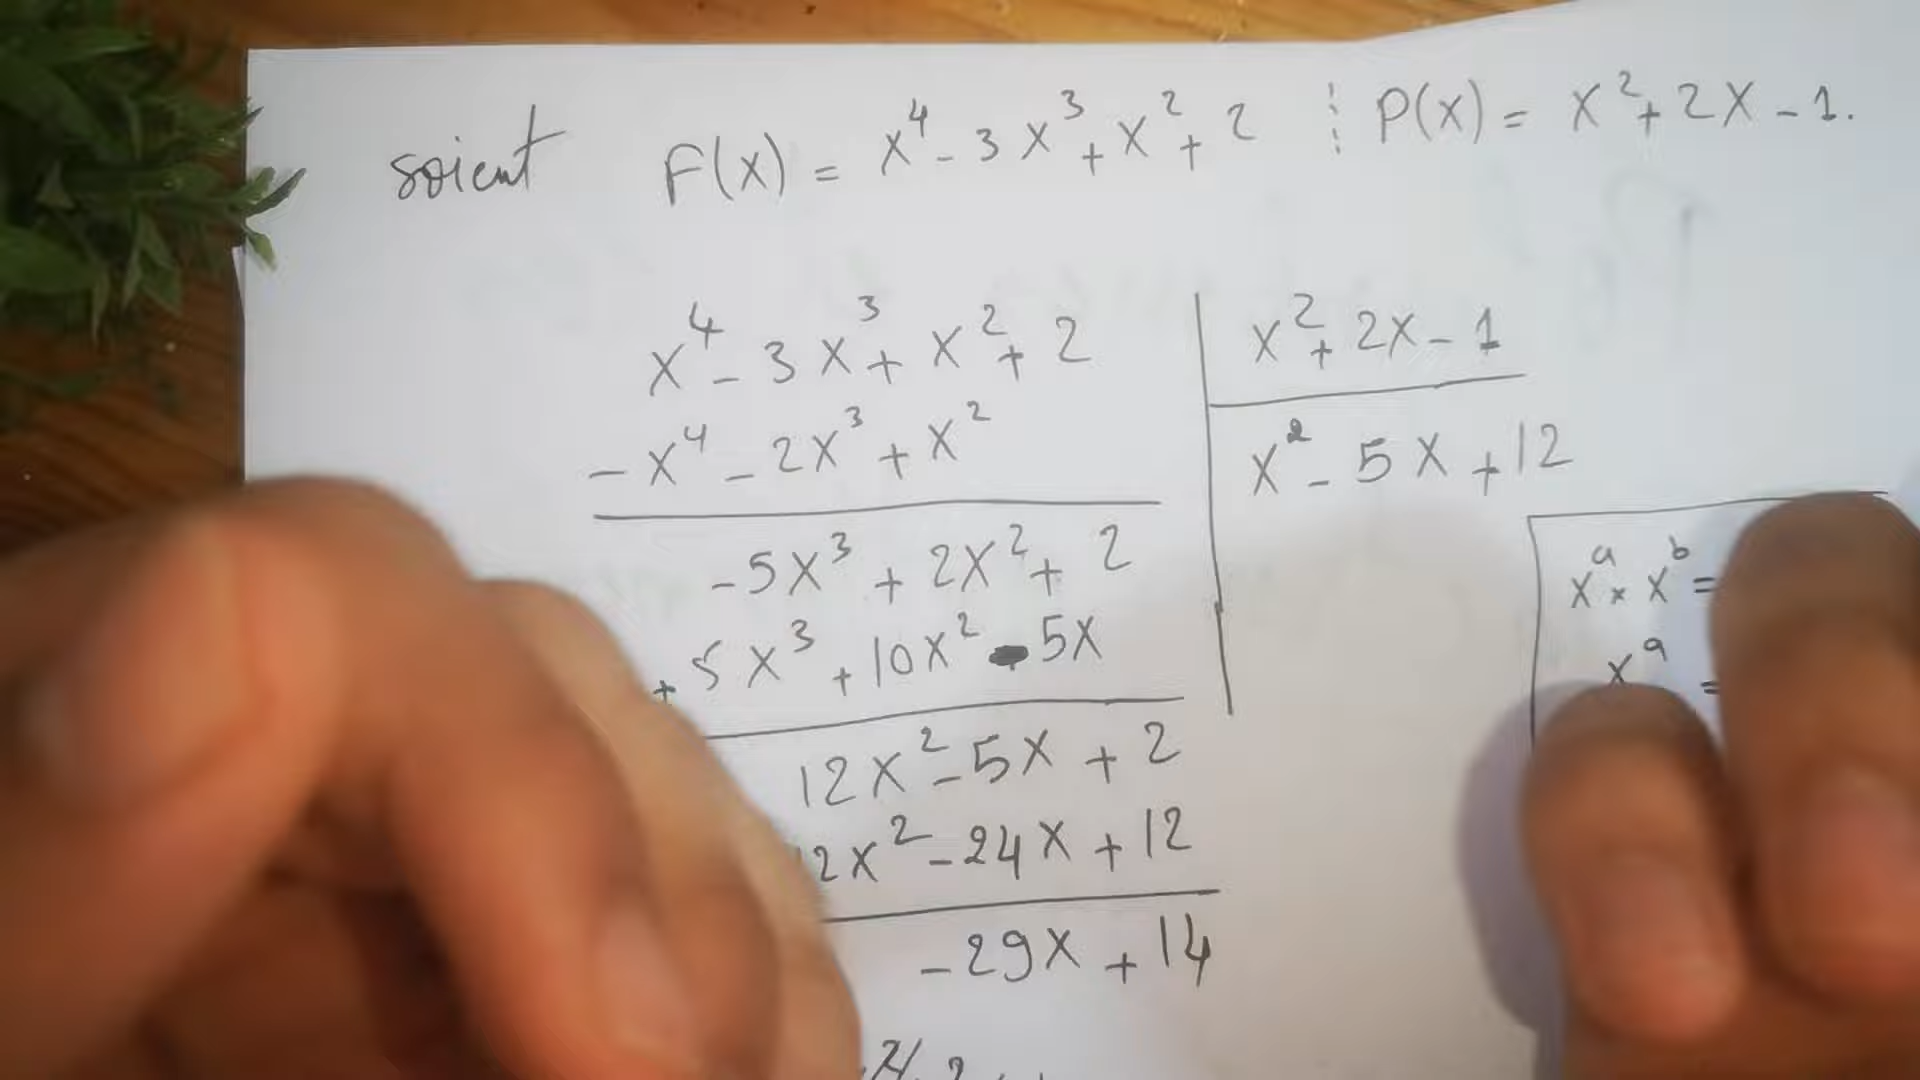 soient F(x) = x⁴ - 3x³ + x² + 2 ⋮ P(x) = x² + 2x - 1.
x⁴ - 3x³ + x² + 2 | x² + 2x - 1
- x⁴ - 2x³ + x² | x² - 5x + 12
-5x³ + 2x² + 2
+ 5x³ + 10x² - 5x
12x² - 5x + 2
2x² - 24x + 12
-29x + 14
xᵃ × xᵇ =
xᵃ =